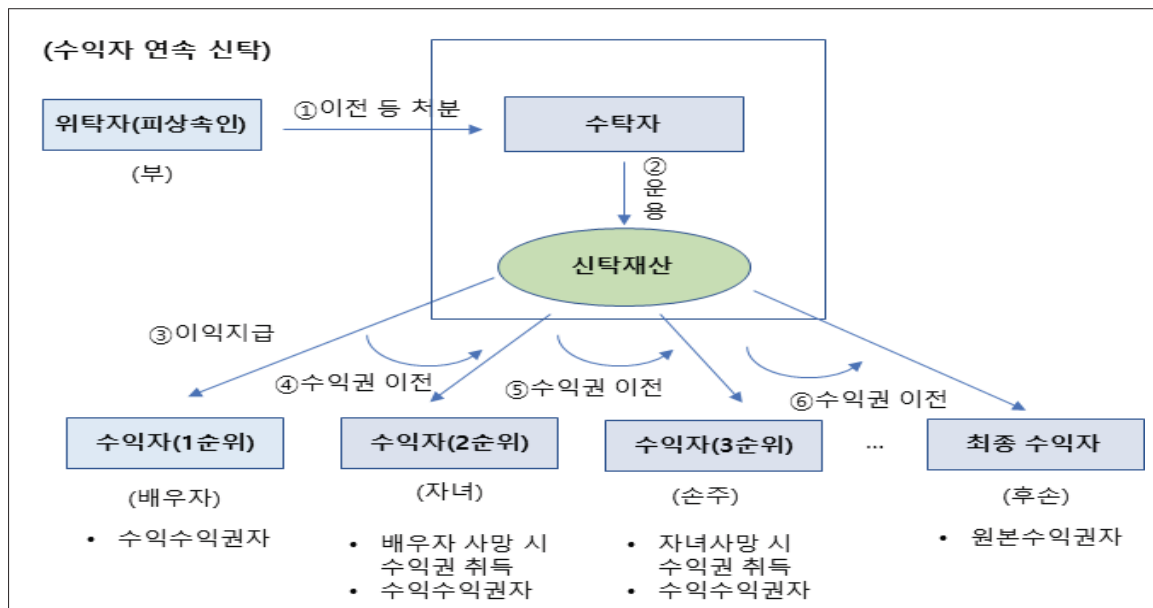 (수익자 연속 신탁)
위탁자(피상속인)
(부)
①이전 등 처분
수탁자
②
운
용
신탁재산
③이익지급
④수익권 이전
⑤수익권 이전
⑥수익권 이전
수익자(1순위)
수익자(2순위)
수익자(3순위)
...
최종 수익자
(배우자)
(자녀)
(손주)
(후손)
• 수익수익권자
• 배우자 사망 시
수익권 취득
• 수익수익권자
• 자녀사망 시
수익권 취득
• 수익수익권자
• 원본수익권자